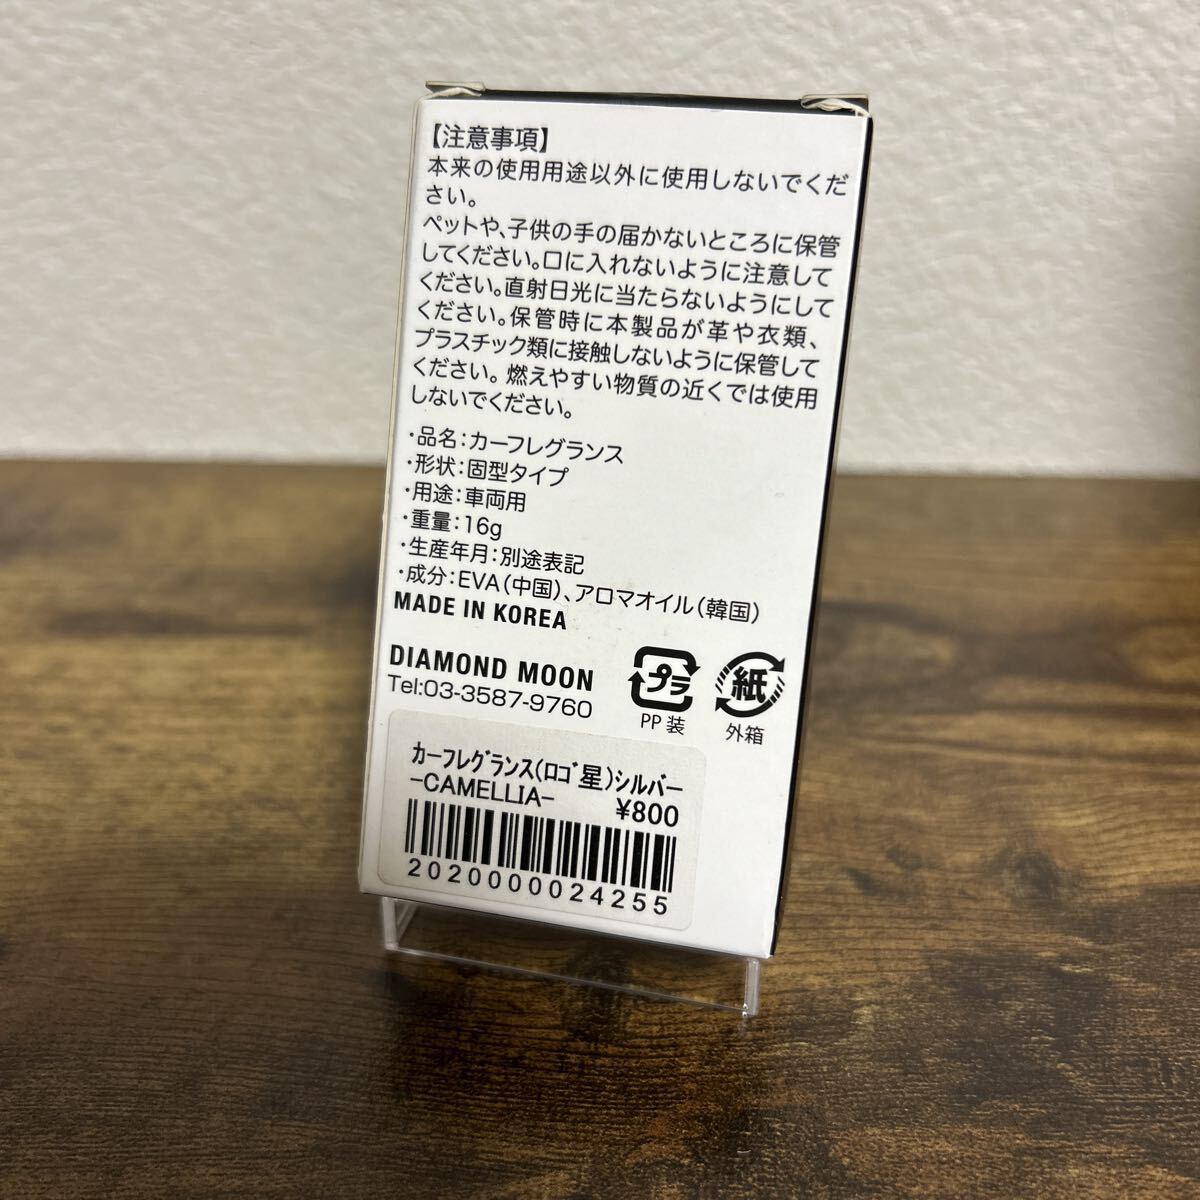 【注意事項】
本来の使用用途以外に使用しないでくだ
さい。
ペットや、子供の手の届かないところに保管
してください。口に入れないように注意して
ください。直射日光に当たらないようにして
ください。保管時に本製品が革や衣類、
プラスチック類に接触しないように保管して
ください。燃えやすい物質の近くでは使用
しないでください。
・品名：カーフレグランス
・形状：固型タイプ
・用途：車両用
・重量：16g
・生産年月：別途表記
・成分：EVA（中国）、アロマオイル（韓国）
MADE IN KOREA
DIAMOND MOON
Tel:03-3587-9760
プラ
PP 装
紙
外箱
ｶｰﾌﾚｸﾞﾗﾝｽ(ﾛｺﾞ星)ｼﾙﾊﾞｰ
-CAMELLIA-
¥800
2020000024255